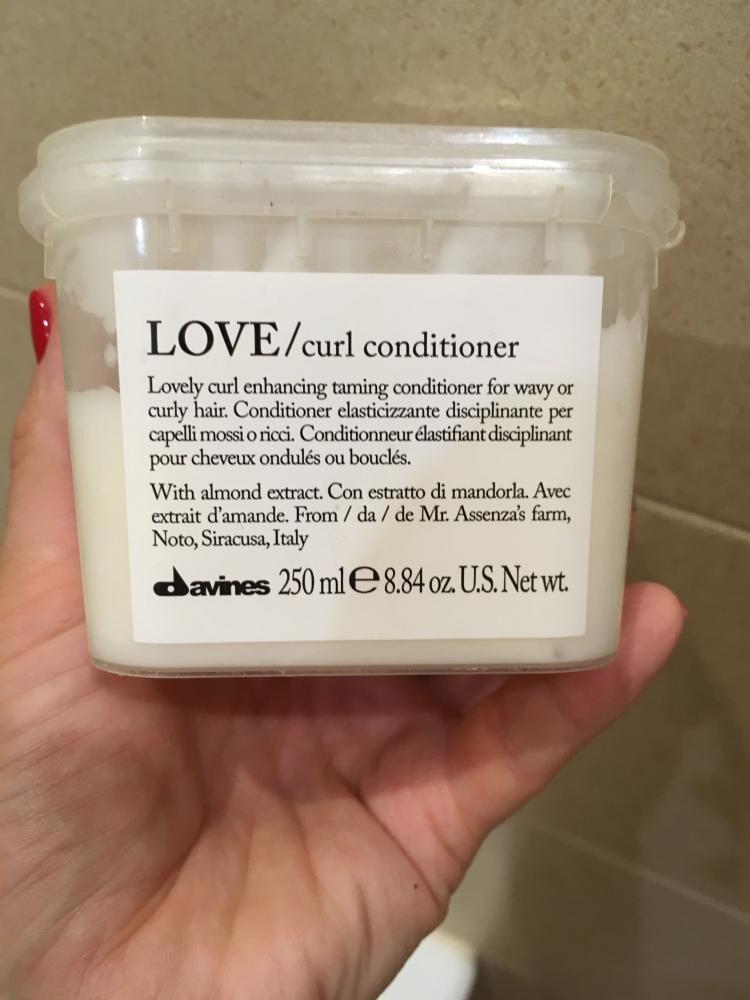 LOVE/curl conditioner
Lovely curl enhancing taming conditioner for wavy or
curly hair. Conditioner elasticizzante disciplinante per
capelli mossi o ricci. Conditionneur élastifiant disciplinant
pour cheveux ondulés ou bouclés.
With almond extract. Con estratto di mandorla. Avec
extrait d'amande. From / da / de Mr. Assenza's farm,
Noto, Siracusa, Italy
davines 250 ml ℮ 8.84 oz. U.S. Net wt.